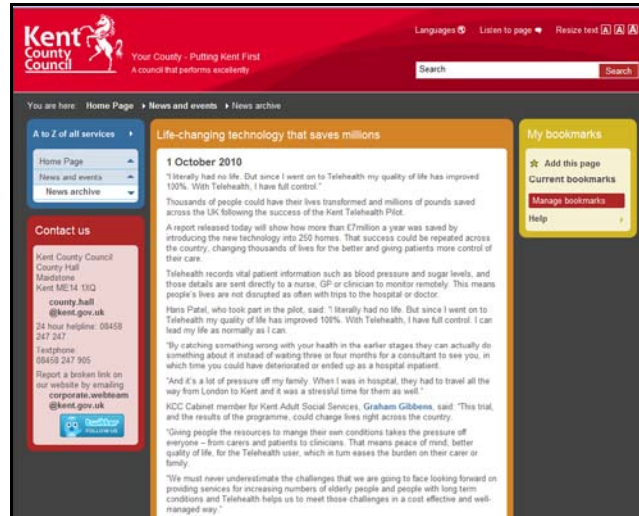 Kent
County
Council
Your County - Putting Kent First
A council that performs excellently
Languages
Listen to page
Resize text A A A
Search
Search
You are here: Home Page News and events News archive
A to Z of all services
Home Page
News and events
News archive
Contact us
Kent County Council
County Hall
Maidstone
Kent ME14 1XQ
county.hall
@kent.gov.uk
24 hour helpline: 08458
247 247
Textphone:
08458 247 905
Report a broken link on
our website by emailing
corporate.webteam
@kent.gov.uk
twitter
FOLLOW US
Life-changing technology that saves millions
1 October 2010
"I literally had no life. But since I went on to Telehealth my quality of life has improved
100%. With Telehealth, I have full control."
Thousands of people could have their lives transformed and millions of pounds saved
across the UK following the success of the Kent Telehealth Pilot.
A report released today will show how more than £7million a year was saved by
introducing the new technology into 250 homes. That success could be repeated across
the country, changing thousands of lives for the better and giving patients more control of
their care.
Telehealth records vital patient information such as blood pressure and sugar levels, and
those details are sent directly to a nurse, GP or clinician to monitor remotely. This means
people's lives are not disrupted as often with trips to the hospital or doctor.
Hans Patel, who took part in the pilot, said: "I literally had no life. But since I went on to
Telehealth my quality of life has improved 100%. With Telehealth, I have full control. I can
lead my life as normally as I can.
"By catching something wrong with your health in the earlier stages they can actually do
something about it instead of waiting three or four months for a consultant to see you, in
which time you could have deteriorated or ended up as a hospital inpatient.
"And it's a lot of pressure off my family. When I was in hospital, they had to travel all the
way from London to Kent and it was a stressful time for them as well."
KCC Cabinet member for Kent Adult Social Services, Graham Gibbens, said: "This trial,
and the results of the programme, could change lives right across the country.
"Giving people the resources to mange their own conditions takes the pressure off
everyone – from carers and patients to clinicians. That means peace of mind, better
quality of life, for the Telehealth user, which in turn eases the burden on their carer or
family.
"We must never underestimate the challenges that we are going to face looking forward on
providing services for increasing numbers of elderly people and people with long term
conditions and Telehealth helps us to meet those challenges in a cost effective and well-
managed way."
My bookmarks
Add this page
Current bookmarks
Manage bookmarks
Help